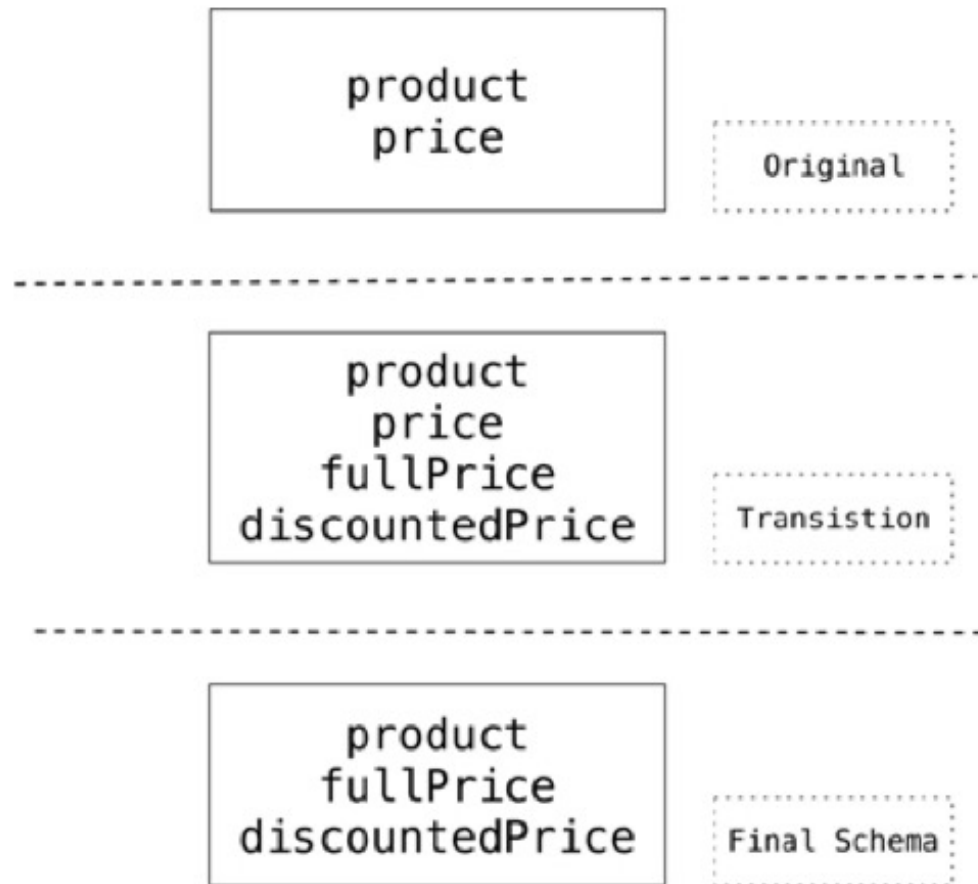 product
price
Original
product
price
fullPrice
discountedPrice
Transistion
product
fullPrice
discountedPrice
Final Schema